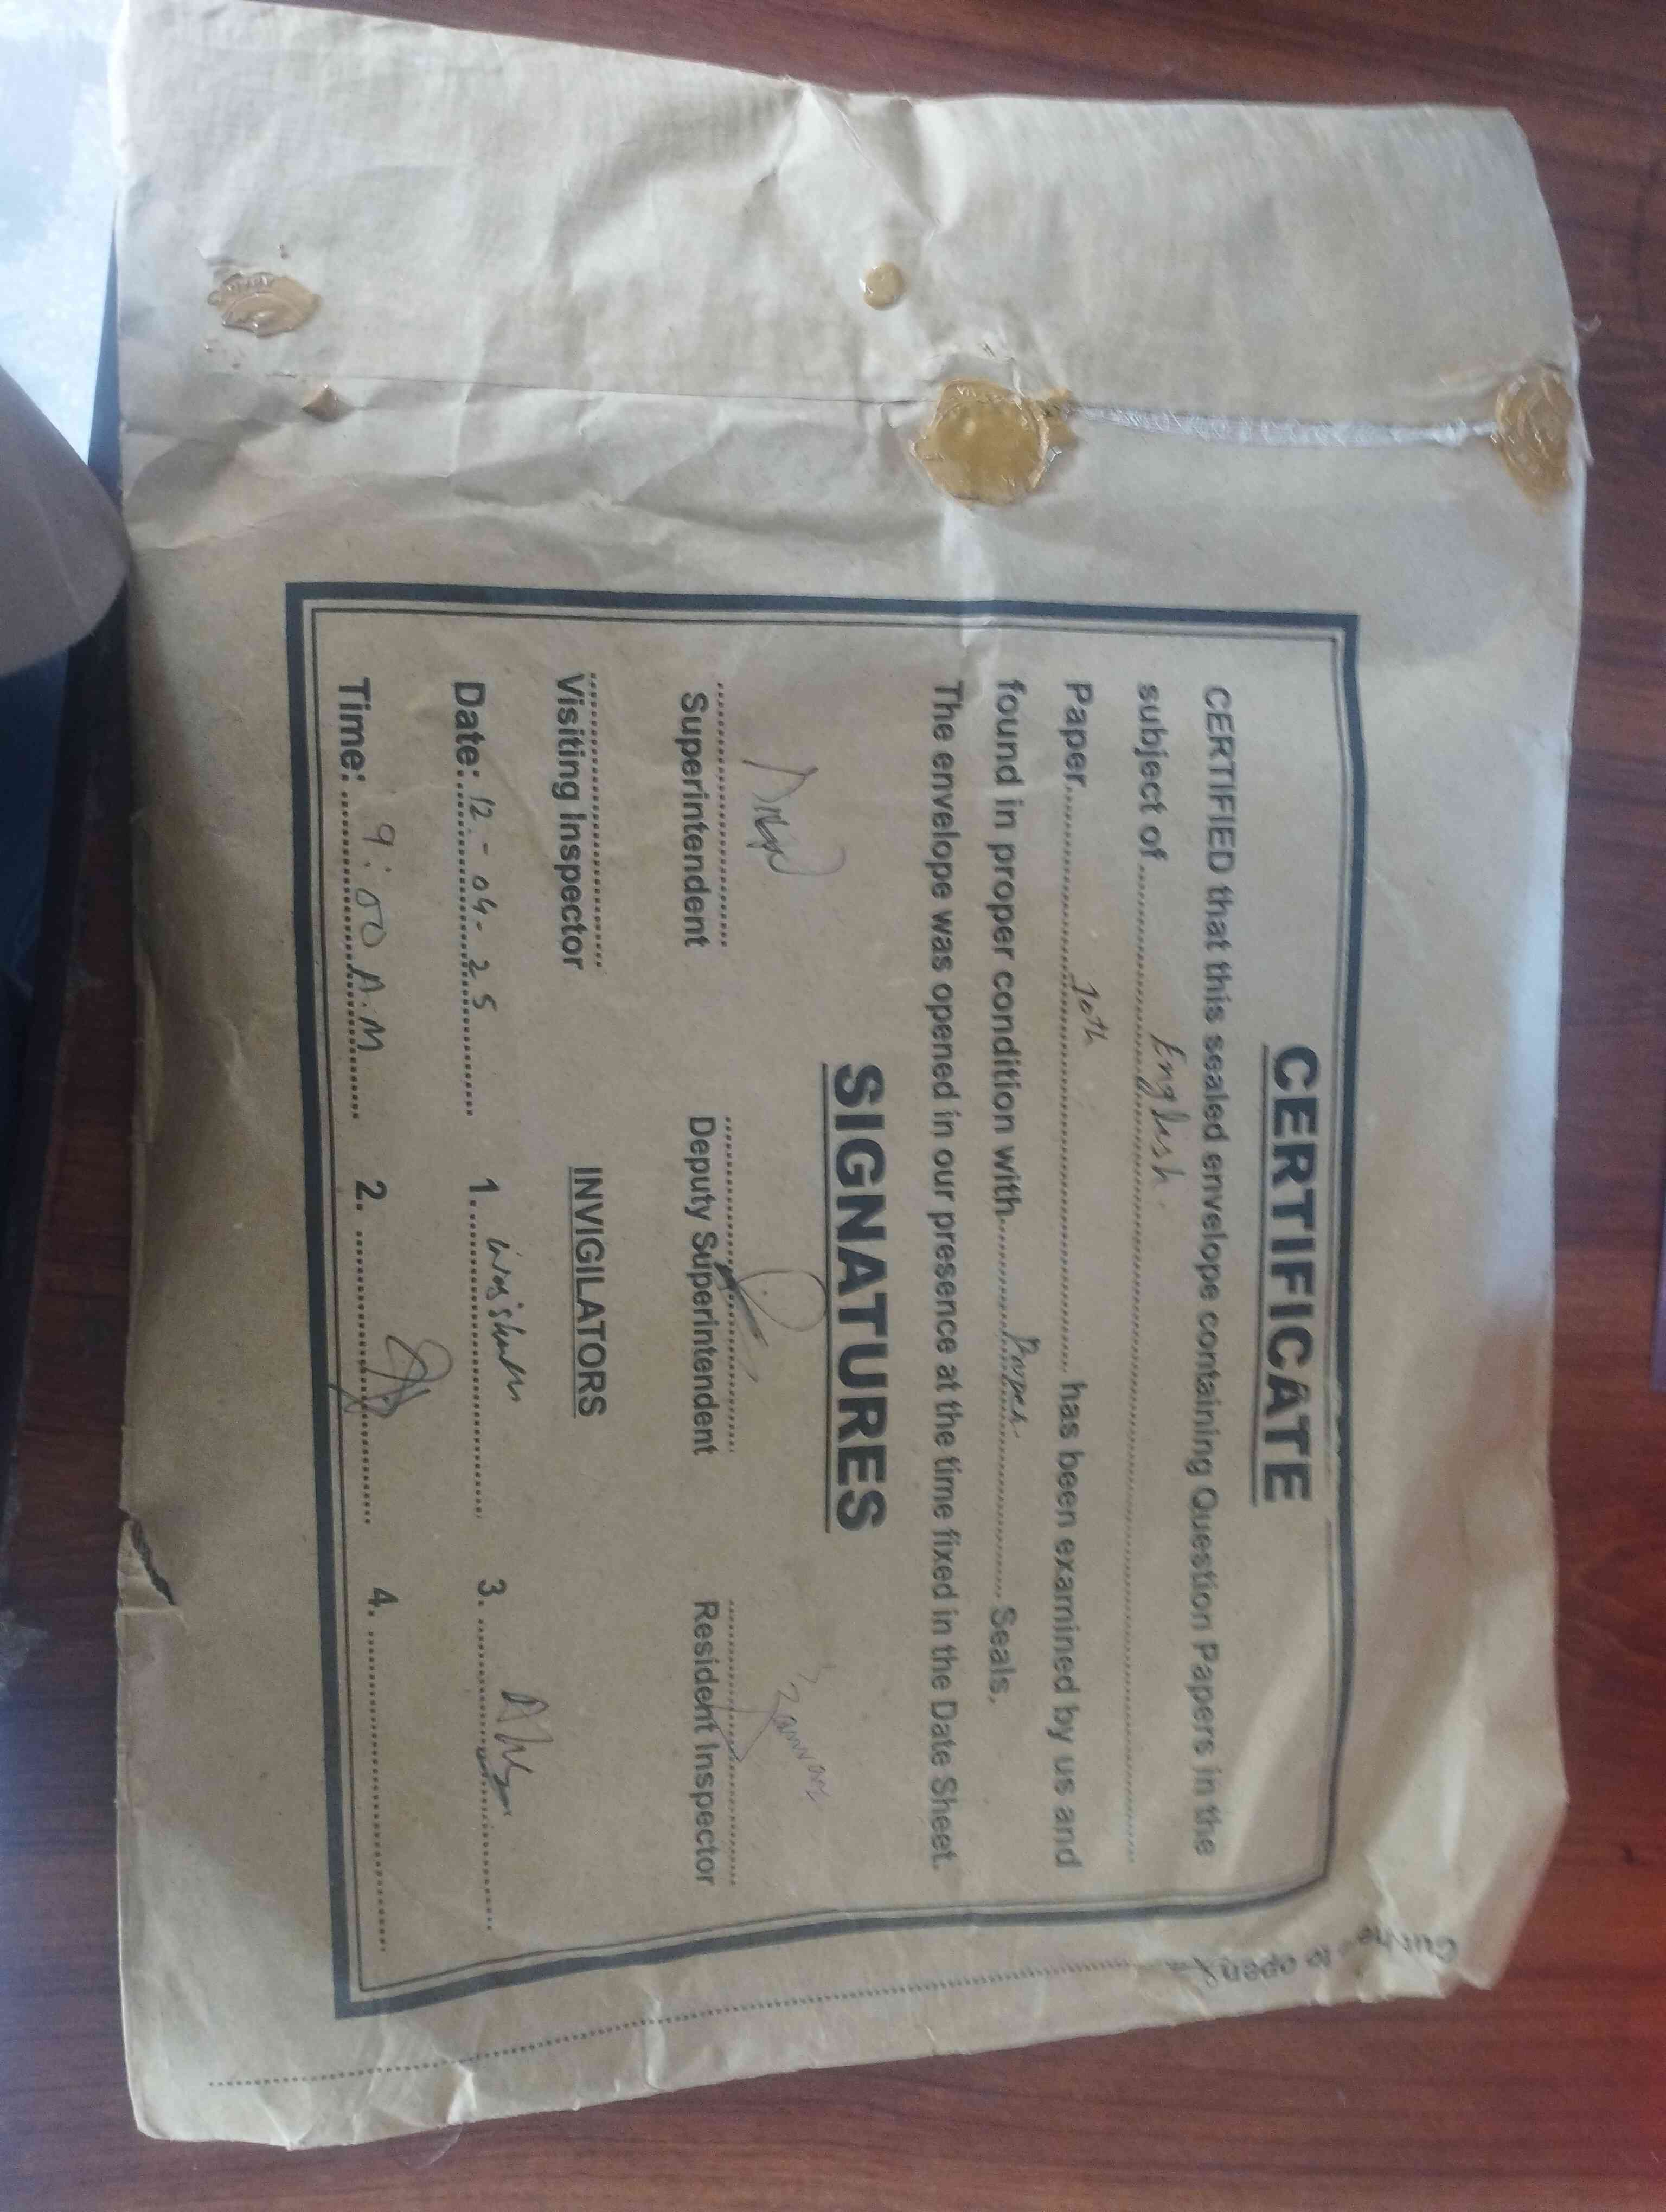 CERTIFICATE
CERTIFIED that this sealed envelope containing Question Papers in the
subject of.......... English.
Paper.......... 10th .......... has been examined by us and
found in proper condition with.......... Proper .......... Seals.
The envelope was opened in our presence at the time fixed in the Date Sheet.
SIGNATURES
Superintendent Deputy Superintendent Resident Inspector
Visiting Inspector INVIGILATORS
Date: 12-04-25 1. 3.
Time: 9:00 A.M 2. 4.
to open